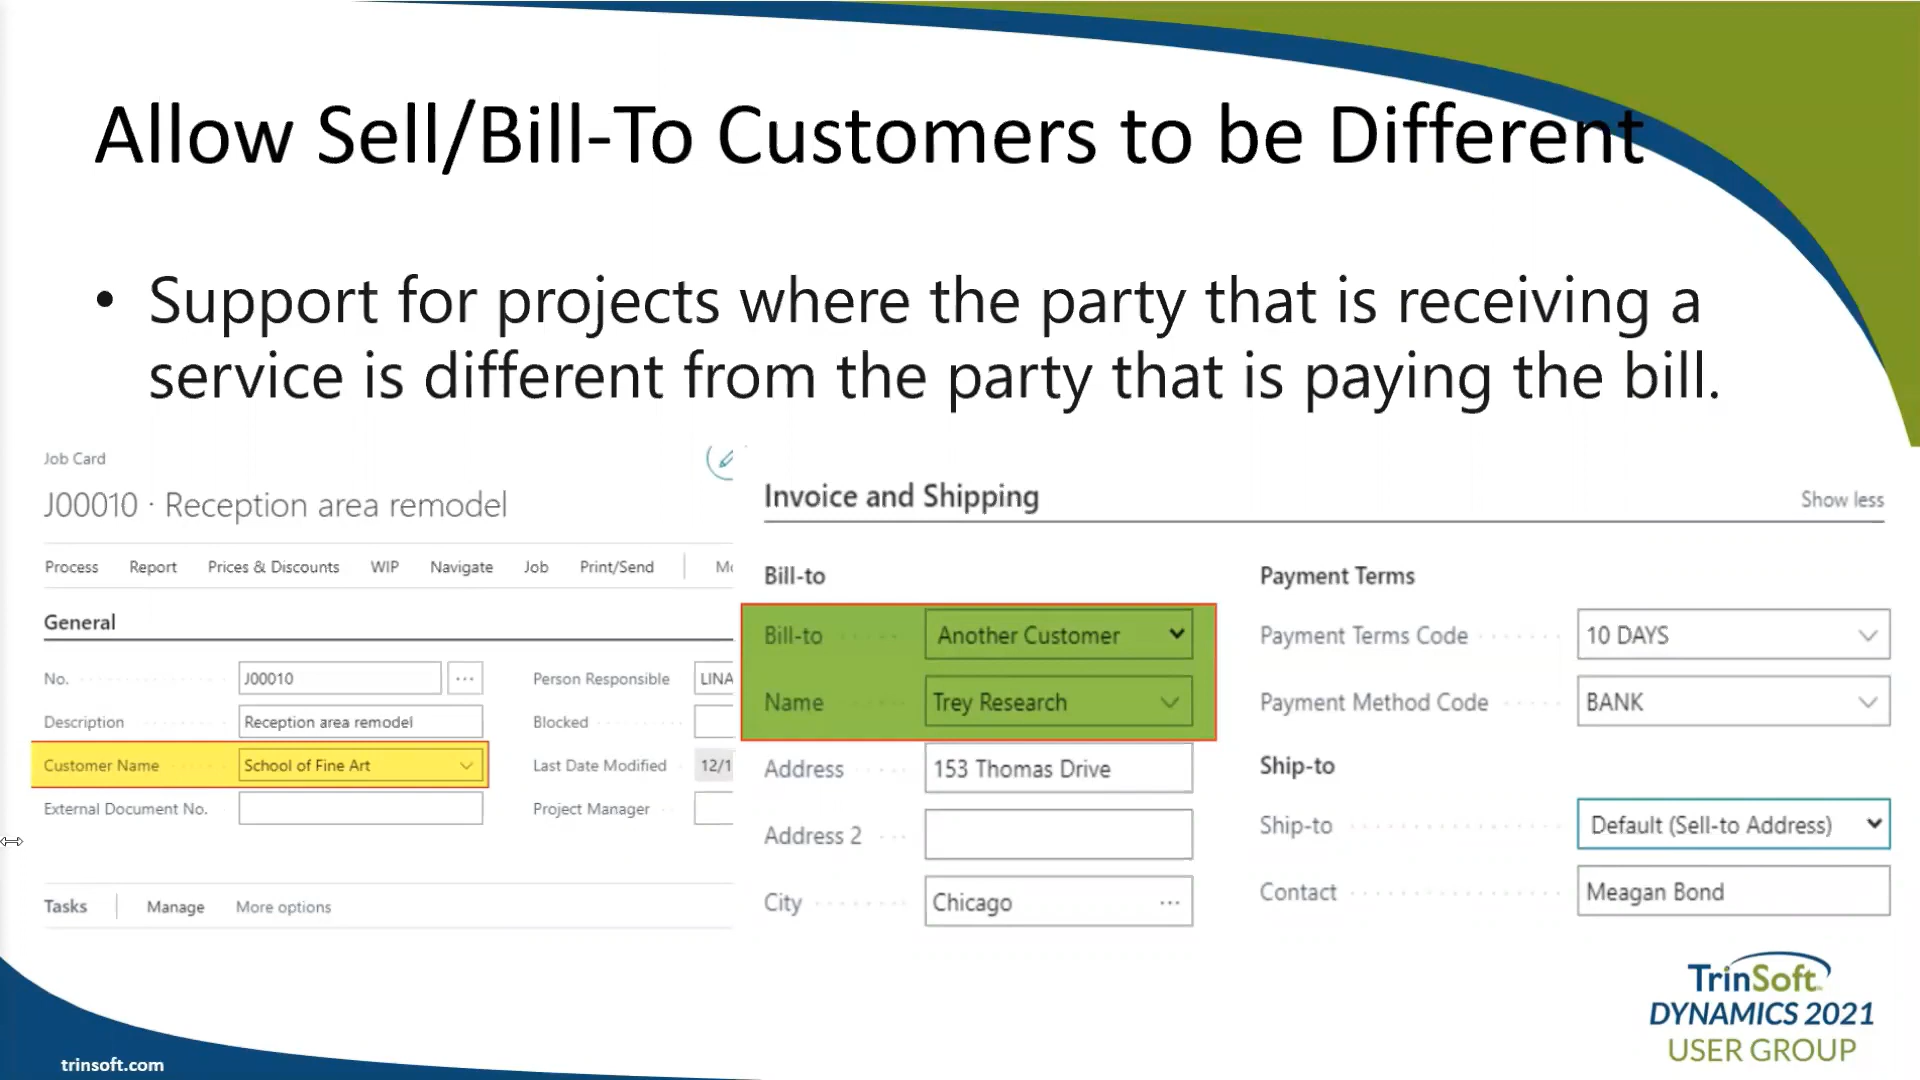 Allow Sell/Bill-To Customers to be Different
• Support for projects where the party that is receiving a
service is different from the party that is paying the bill.
Job Card
J00010 · Reception area remodel
Process Report Prices & Discounts WIP Navigate Job Print/Send
General
No. J00010 ... Person Responsible LINA
Description Reception area remodel Blocked
Customer Name School of Fine Art Last Date Modified 12/1
External Document No. Project Manager
Tasks Manage More options
Invoice and Shipping Show less
Bill-to
Bill-to Another Customer
Name Trey Research
Address 153 Thomas Drive
Address 2
City Chicago ...
Payment Terms
Payment Terms Code 10 DAYS
Payment Method Code BANK
Ship-to
Ship-to Default (Sell-to Address)
Contact Meagan Bond
TrinSoft
DYNAMICS 2021
USER GROUP
trinsoft.com